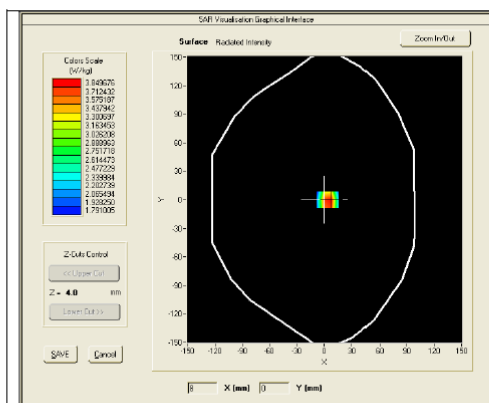 SAR Visualisation Graphical Interface
Surface Radiated Intensity
Zoom In/Out
Colors Scale
(W/kg)
3.849676
3.712432
3.575187
3.437942
3.300697
3.163453
3.026208
2.888963
2.751718
2.614473
2.477229
2.339984
2.202739
2.065494
1.928250
1.791005
150
120
90
60
30
Y 0
-30
-60
-90
-120
-150
-150 -120 -90 -60 -30 0 30 60 90 120 150
X
Z-Cuts Control
<< Upper Cut
Z = 4.0 mm
Lower Cut >>
SAVE Cancel
8 X (mm) 0 Y (mm)